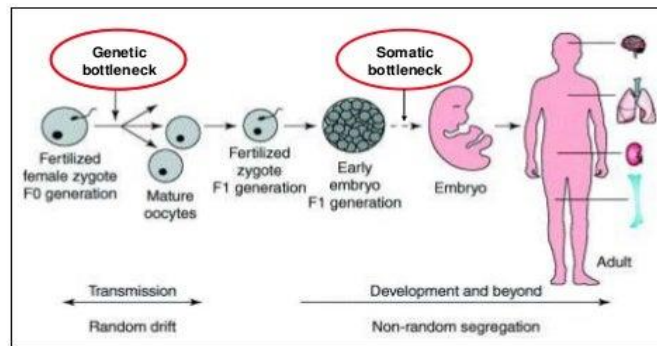 Genetic
bottleneck
Somatic
bottleneck
Fertilized
female zygote
F0 generation
Mature
oocytes
Fertilized
zygote
F1 generation
Early
embryo
F1 generation
Embryo
Adult
Transmission
Random drift
Development and beyond
Non-random segregation